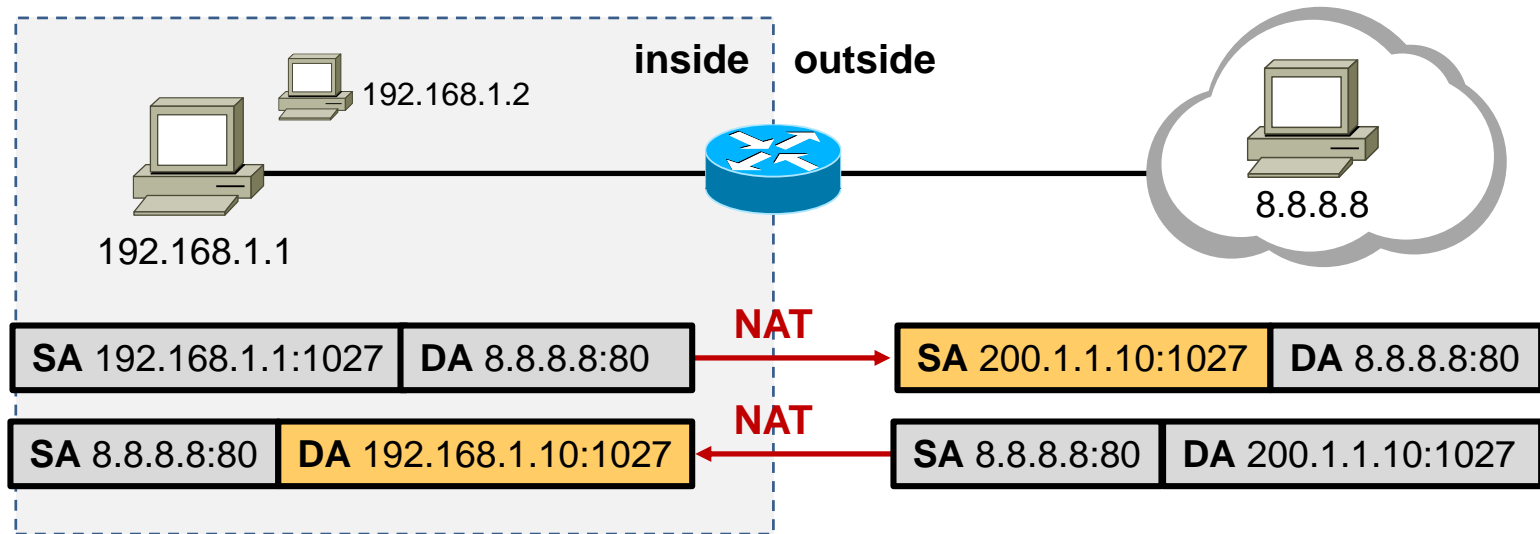 inside outside
192.168.1.2
192.168.1.1
8.8.8.8
NAT
SA 192.168.1.1:1027 DA 8.8.8.8:80 SA 200.1.1.10:1027 DA 8.8.8.8:80
NAT
SA 8.8.8.8:80 DA 192.168.1.10:1027 SA 8.8.8.8:80 DA 200.1.1.10:1027